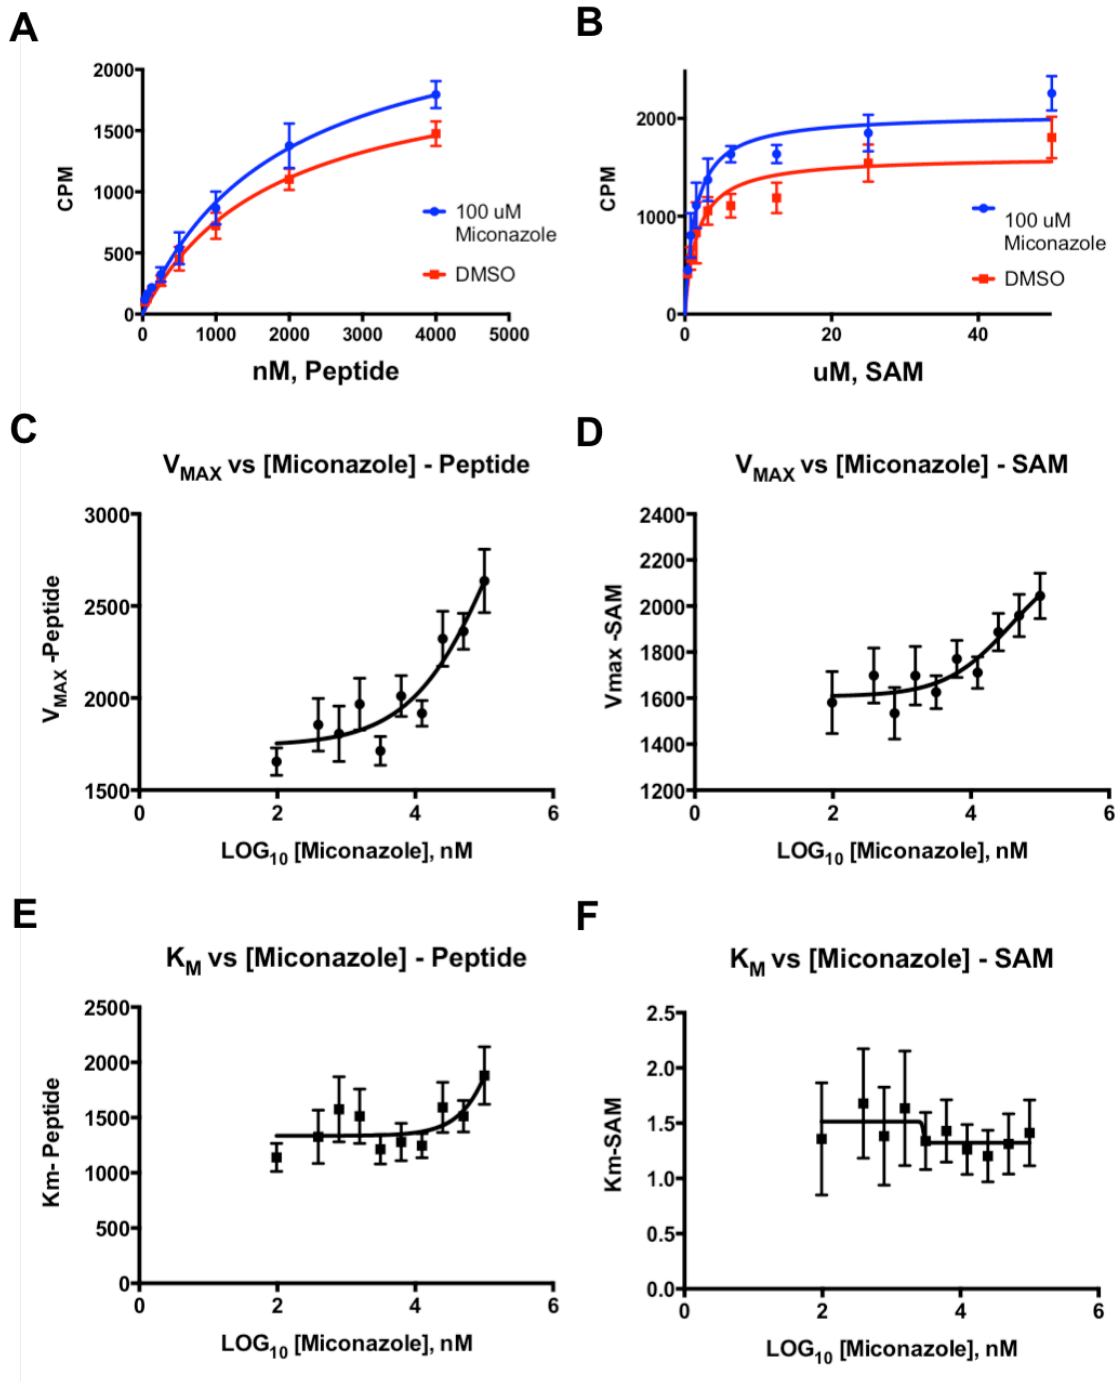 A
B
2000
1500
1000
500
0
CPM
100 uM
Miconazole
DMSO
0 1000 2000 3000 4000 5000
nM, Peptide
2000
1000
0
CPM
100 uM
Miconazole
DMSO
0 20 40
uM, SAM
C
D
VMAX vs [Miconazole] - Peptide
3000
2500
2000
1500
VMAX -Peptide
0 2 4 6
LOG10 [Miconazole], nM
VMAX vs [Miconazole] - SAM
2400
2200
2000
1800
1600
1400
1200
Vmax -SAM
0 2 4 6
LOG10 [Miconazole], nM
E
F
KM vs [Miconazole] - Peptide
2500
2000
1500
1000
500
0
Km- Peptide
0 2 4 6
LOG10 [Miconazole], nM
KM vs [Miconazole] - SAM
2.5
2.0
1.5
1.0
0.5
0.0
Km-SAM
0 2 4 6
LOG10 [Miconazole], nM